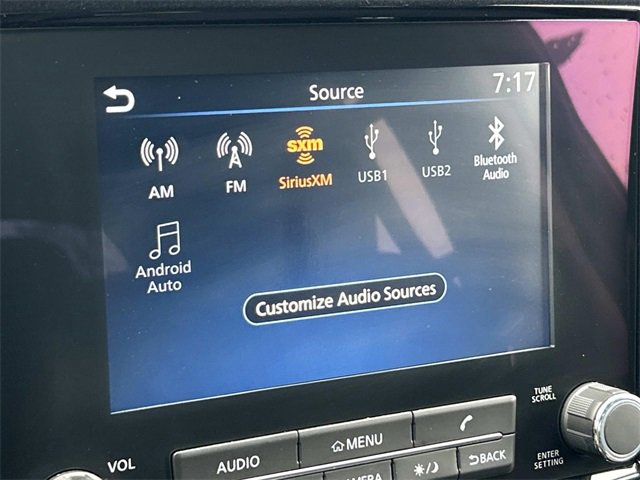 Source
7:17
AM
FM
sxm
SiriusXM
USB1
USB2
Bluetooth
Audio
Android
Auto
Customize Audio Sources
TUNE
SCROLL
VOL
AUDIO
MENU
CAMERA
BACK
ENTER
SETTING